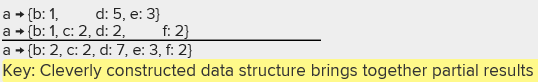 a → {b: 1, d: 5, e: 3}
a → {b: 1, c: 2, d: 2, f: 2}
a → {b: 2, c: 2, d: 7, e: 3, f: 2}
Key: Cleverly constructed data structure brings together partial results